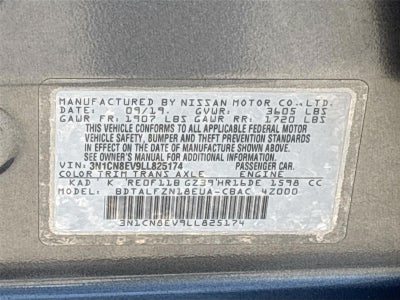 MANUFACTURED BY NISSAN MOTOR CO., LTD.
DATE: 09/19. GVWR: 3605 LBS
GAWR FR: 1907 LBS GAWR RR: 1720 LBS
THIS VEHICLE CONFORMS TO ALL APPLICABLE FEDERAL MOTOR
VEHICLE SAFETY, BUMPER AND THEFT PREVENTION STANDARDS
IN EFFECT ON THE DATE OF MANUFACTURE SHOWN ABOVE.
SEE OWNER'S MANUAL FOR ADDITIONAL INFORMATION.
VIN: 3N1CN8EV9LL825174 PASSENGER CAR.
COLOR TRIM TRANS AXLE ENGINE
KAD K RE0F11B GZ39 HR16DE 1598 CC
MODEL: BDTALFZN18EUA-CBAC 4Z000
3N1CN8EV9LL825174